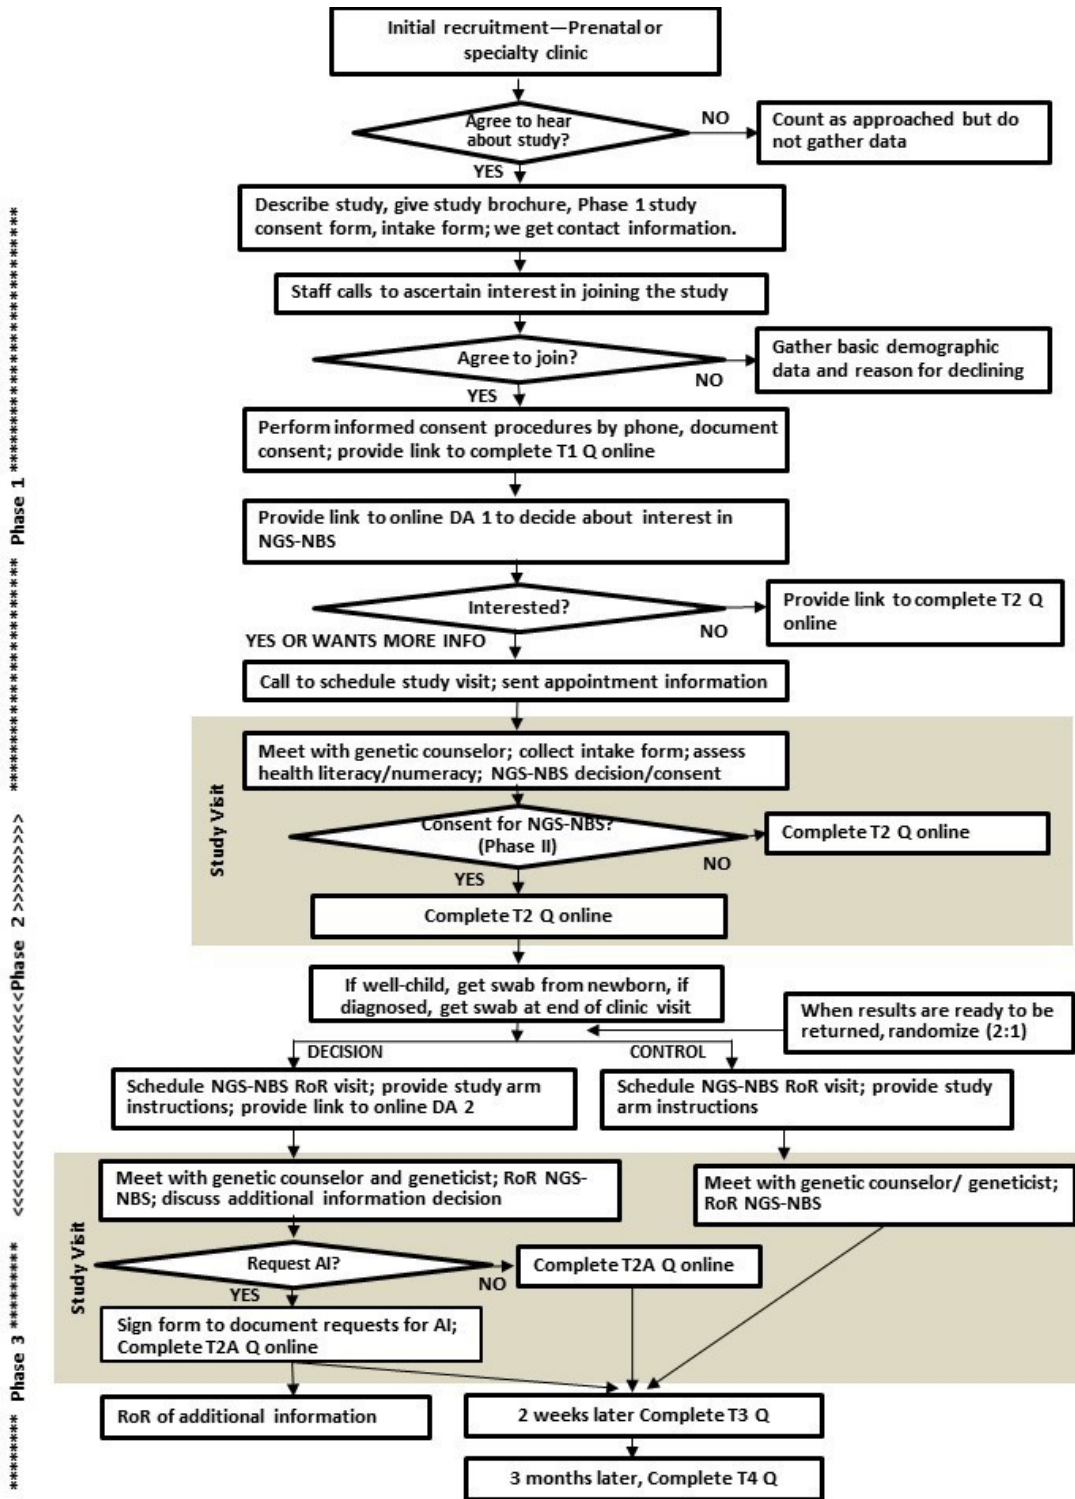 Initial recruitment—Prenatal or
specialty clinic
Agree to hear
about study?
NO
Count as approached but do
not gather data
YES
Describe study, give study brochure, Phase 1 study
consent form, intake form; we get contact information.
Staff calls to ascertain interest in joining the study
Agree to join?
NO
Gather basic demographic
data and reason for declining
YES
Perform informed consent procedures by phone, document
consent; provide link to complete T1 Q online
Provide link to online DA 1 to decide about interest in
NGS-NBS
Interested?
NO
Provide link to complete T2 Q
online
YES OR WANTS MORE INFO
Call to schedule study visit; sent appointment information
Study Visit
Meet with genetic counselor; collect intake form; assess
health literacy/numeracy; NGS-NBS decision/consent
Consent for NGS-NBS?
(Phase II)
NO
Complete T2 Q online
YES
Complete T2 Q online
If well-child, get swab from newborn, if
diagnosed, get swab at end of clinic visit
When results are ready to be
returned, randomize (2:1)
DECISION
CONTROL
Schedule NGS-NBS RoR visit; provide study arm
instructions; provide link to online DA 2
Schedule NGS-NBS RoR visit; provide study
arm instructions
Study Visit
Meet with genetic counselor and geneticist; RoR NGS-
NBS; discuss additional information decision
Meet with genetic counselor/ geneticist;
RoR NGS-NBS
Request AI?
NO
Complete T2A Q online
YES
Sign form to document requests for AI;
Complete T2A Q online
RoR of additional information
2 weeks later Complete T3 Q
3 months later, Complete T4 Q
******** Phase 3 ********* <<<<<<<<<<<<<<<<<<Phase 2 >>>>>>>>>> *********************** Phase 1 **************************